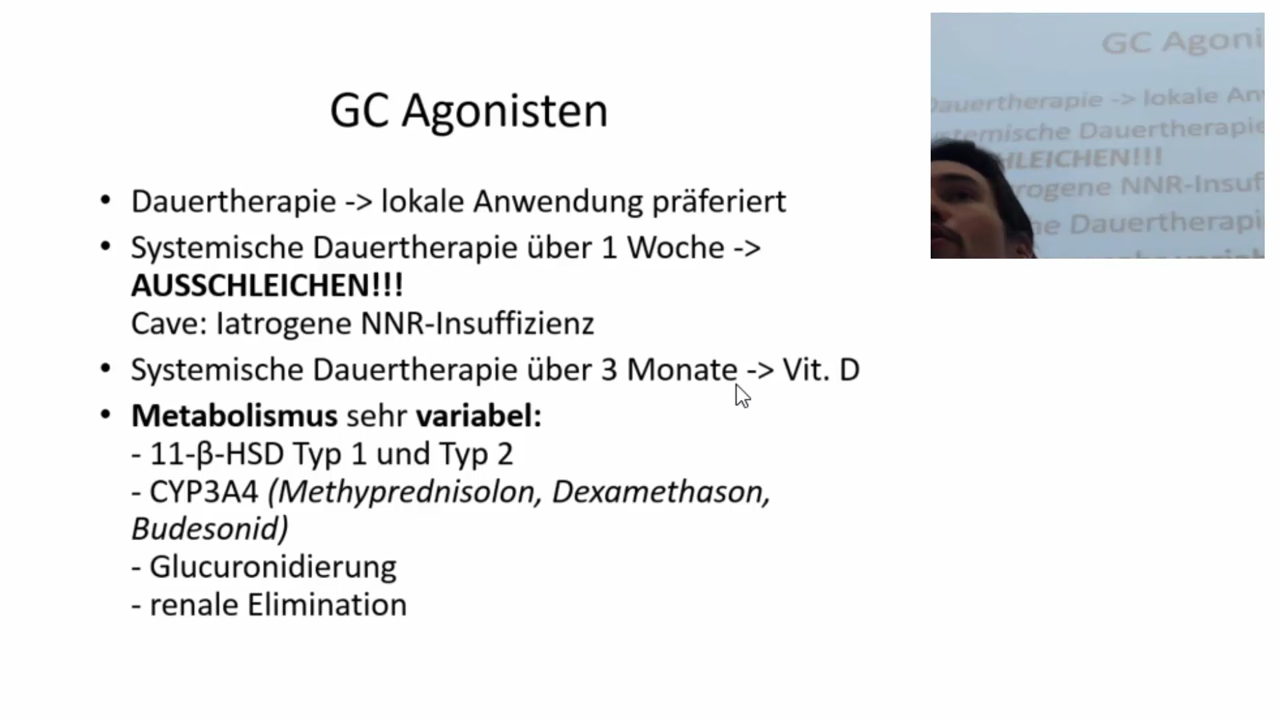 GC Agonisten
• Dauertherapie -> lokale Anwendung präferiert
• Systemische Dauertherapie über 1 Woche ->
AUSSCHLEICHEN!!!
Cave: Iatrogene NNR-Insuffizienz
• Systemische Dauertherapie über 3 Monate -> Vit. D
• Metabolismus sehr variabel:
- 11-β-HSD Typ 1 und Typ 2
- CYP3A4 (Methyprednisolon, Dexamethason,
Budesonid)
- Glucuronidierung
- renale Elimination
GC Agoni
Dauertherapie -> lokale An
stemische Dauertherapie
HLEICHEN!!!
rogene NNR-Insuf
he Dauertherapi